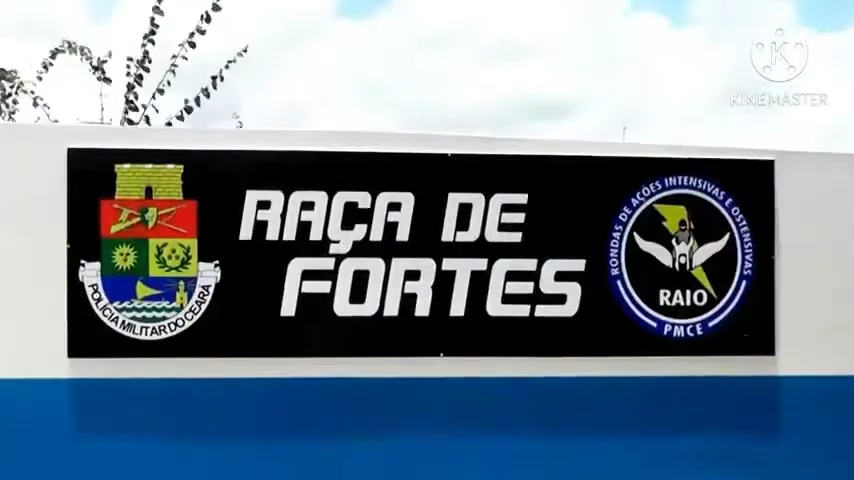 KINEMASTER
POLÍCIA MILITAR DO CEARÁ
RAÇA DE
FORTES
RONDAS DE AÇÕES INTENSIVAS E OSTENSIVAS
RAIO
PMCE